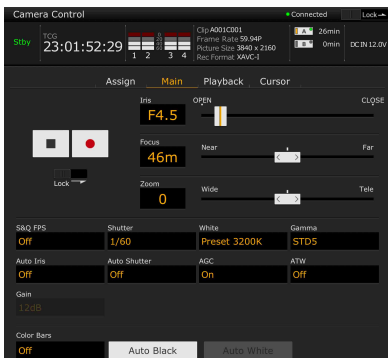 Camera Control
Connected
Lock
Stby
TCG
23:01:52:29
1 2 3 4
Clip A001C001
Frame Rate 59.94P
Picture Size 3840 x 2160
Rec Format XAVC-I
A 26min
B 0min
DC IN 12.0V
Assign Main Playback Cursor
Iris
F4.5
OPEN CLOSE
Focus
46m
Near Far
Lock
Zoom
0
Wide Tele
S&Q FPS Shutter White Gamma
Off 1/60 Preset 3200K STD5
Auto Iris Auto Shutter AGC ATW
Off Off On Off
Gain
12dB
Color Bars
Off Auto Black Auto White